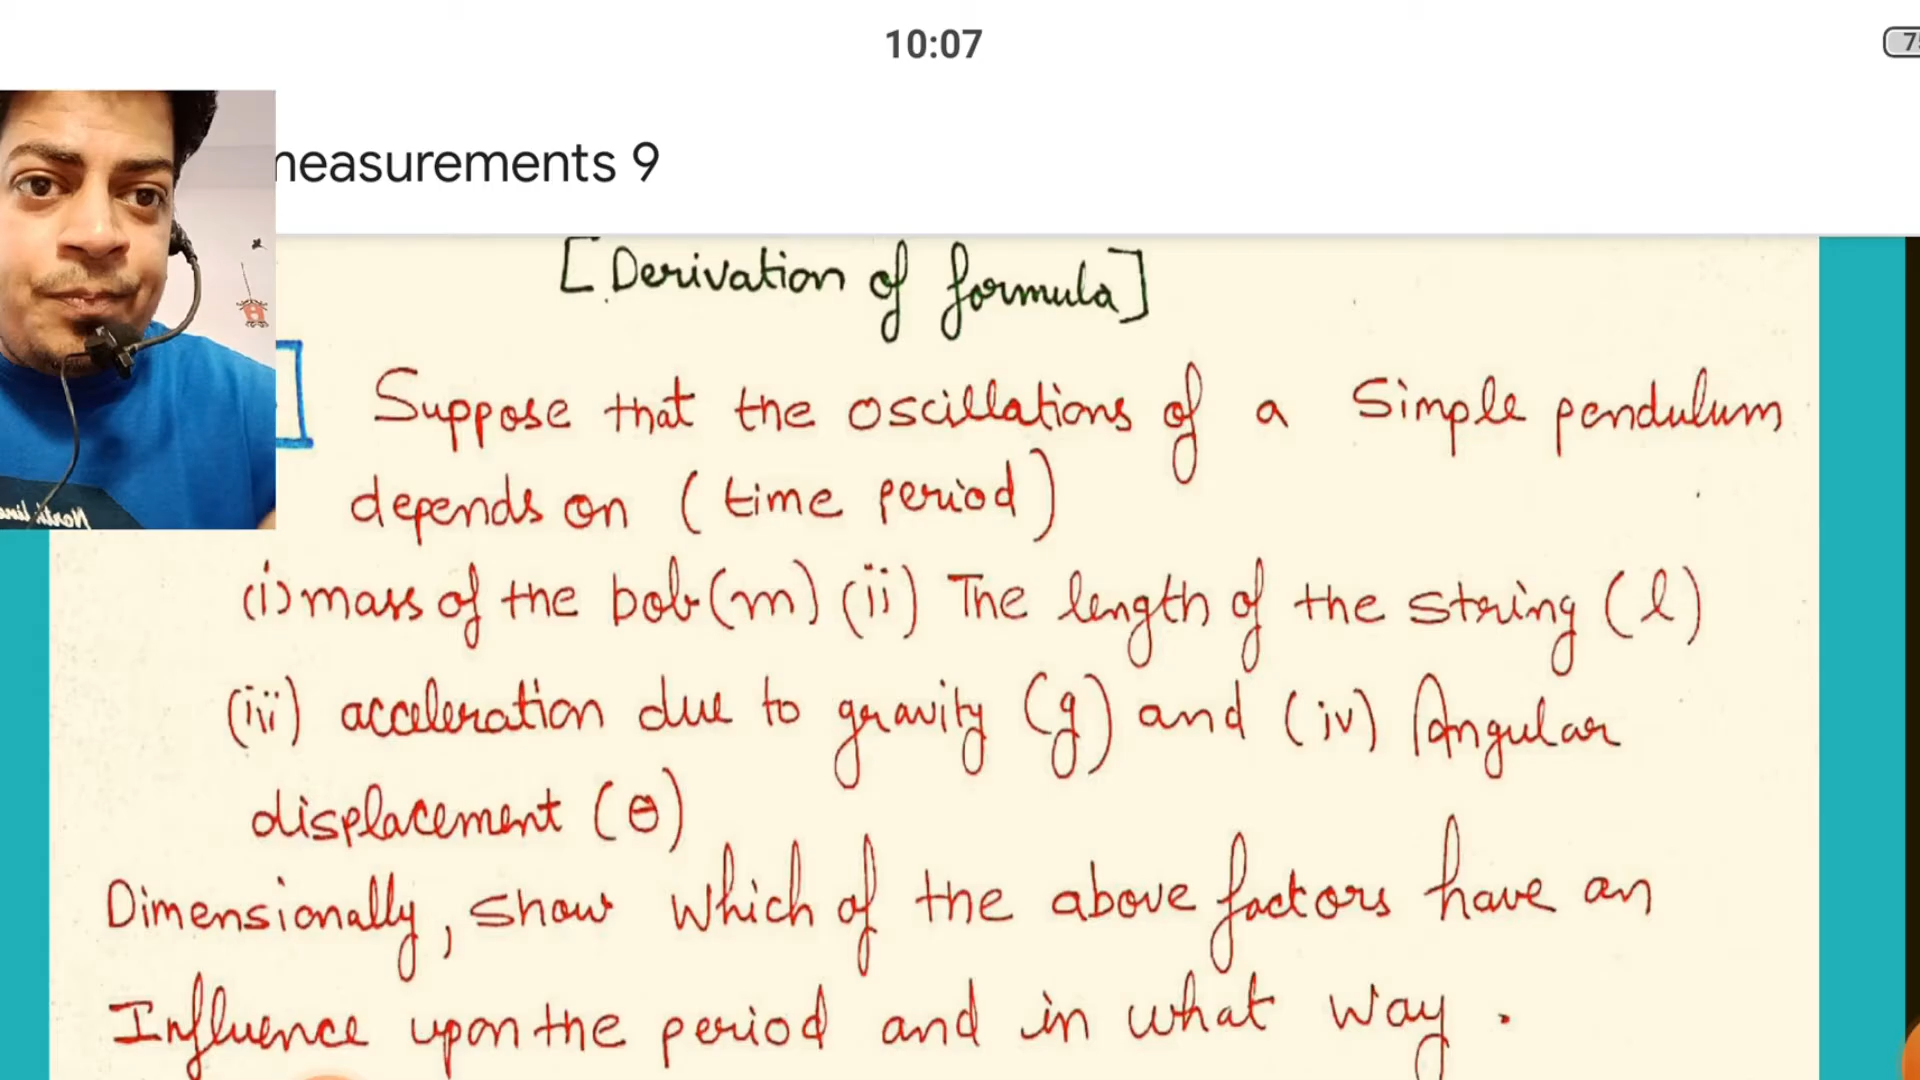 10:07
measurements 9
[Derivation of formula]
Suppose that the oscillations of a Simple pendulum
depends on (time period)
(i) mass of the bob (m) (ii) The length of the string (l)
(iii) acceleration due to gravity (g) and (iv) Angular
displacement (θ)
Dimensionally, show which of the above factors have an
Influence upon the period and in what way.